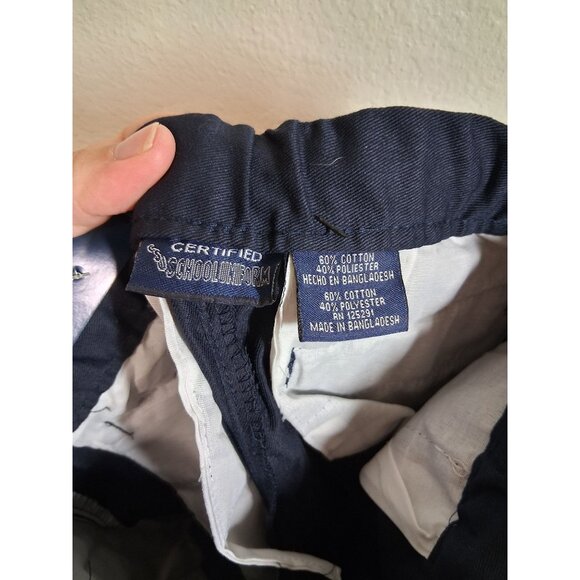 CERTIFIED
SCHOOLUNIFORM
60% COTTON
40% POLIESTER
HECHO EN BANGLADESH
60% COTTON
40% POLYESTER
RN 125291
MADE IN BANGLADESH